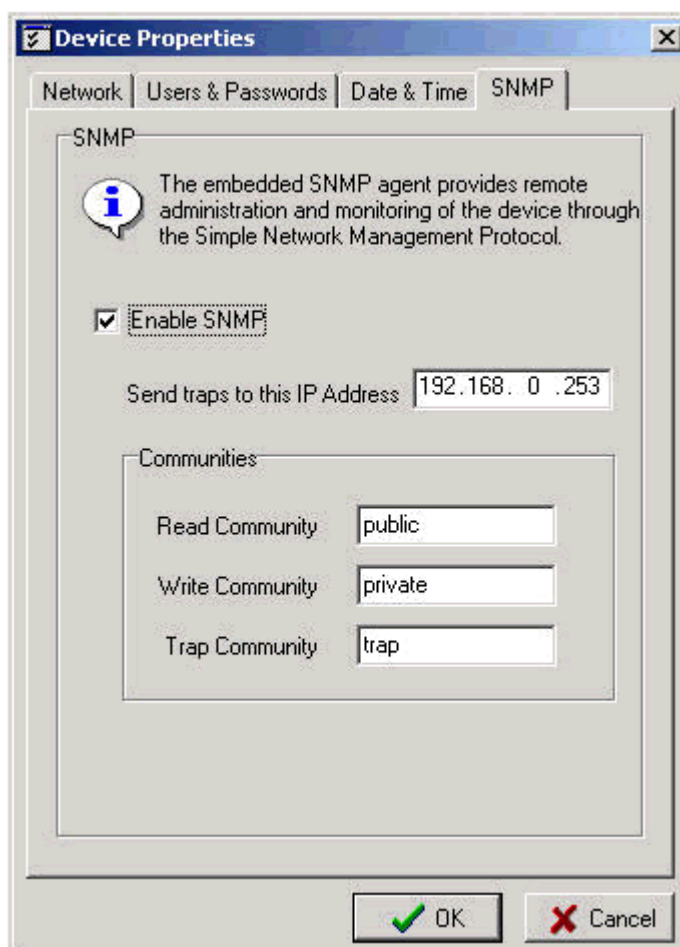 Device Properties
Network Users & Passwords Date & Time SNMP
SNMP
The embedded SNMP agent provides remote
administration and monitoring of the device through
the Simple Network Management Protocol.
Enable SNMP
Send traps to this IP Address 192.168. 0 .253
Communities
Read Community public
Write Community private
Trap Community trap
OK Cancel